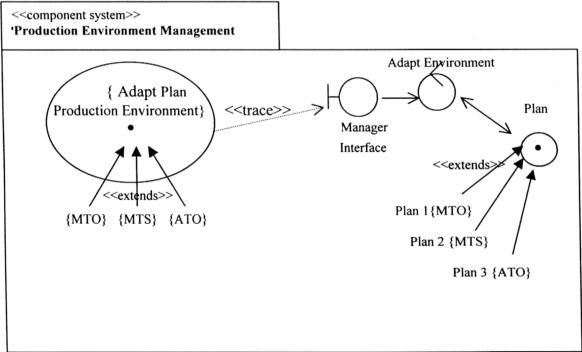 <<component system>>
'Production Environment Management
{ Adapt Plan
Production Environment}
<<trace>>
<<extends>>
{MTO} {MTS} {ATO}
Manager
Interface
Adapt Environment
Plan
<<extends>>
Plan 1{MTO}
Plan 2 {MTS}
Plan 3 {ATO}